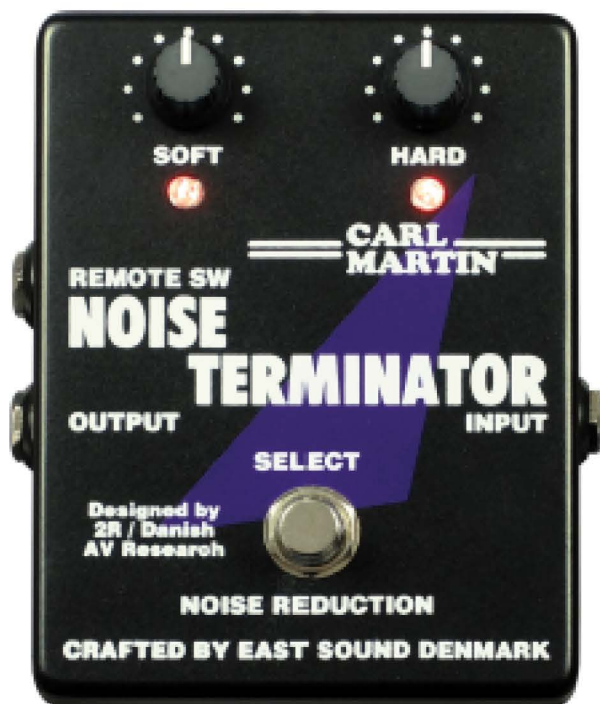 SOFT HARD
CARL
MARTIN
REMOTE SW
NOISE
TERMINATOR
OUTPUT INPUT
SELECT
Designed by
2R / Danish
AV Research
NOISE REDUCTION
CRAFTED BY EAST SOUND DENMARK